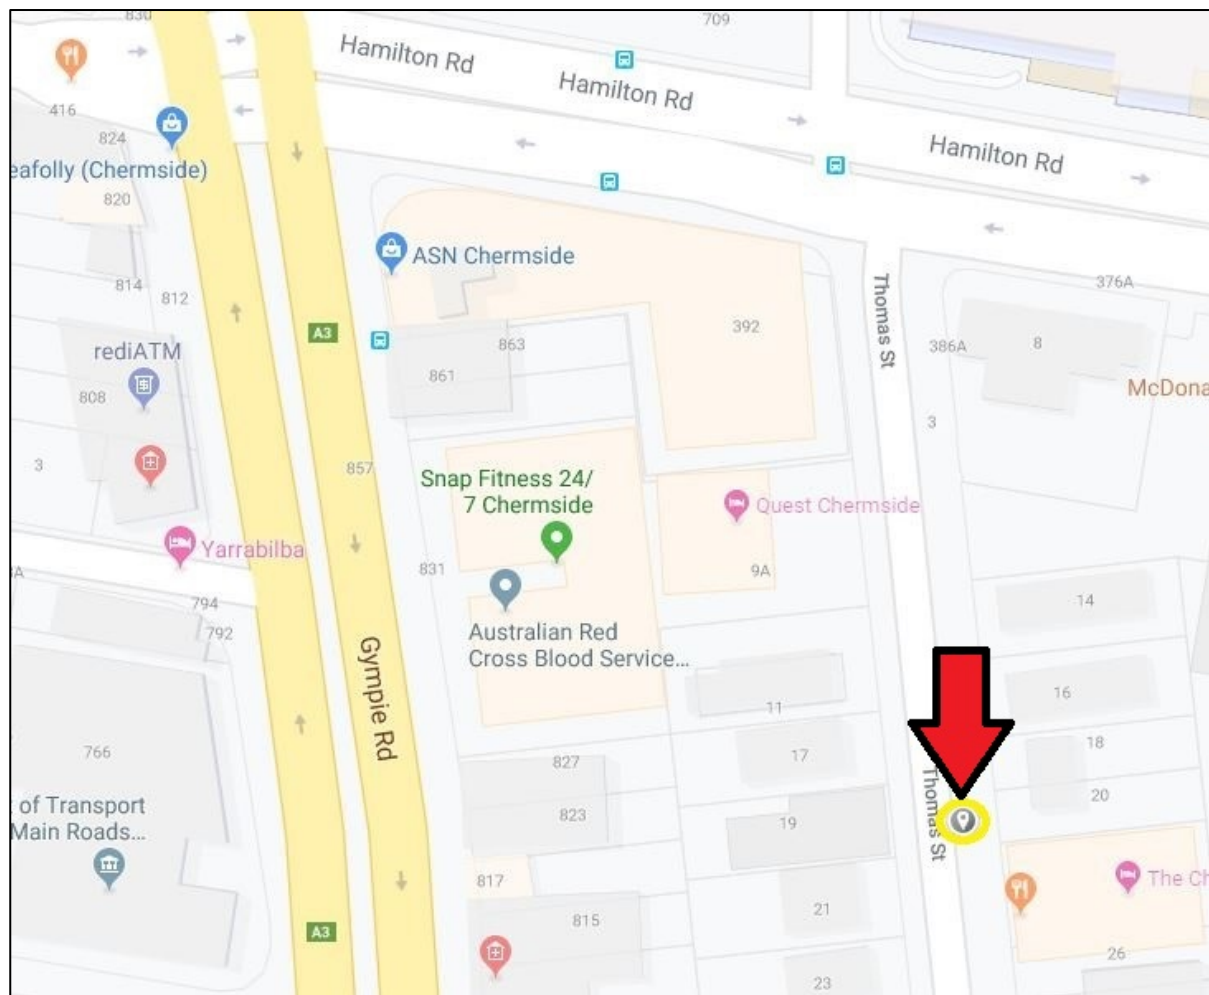 830
709
Hamilton Rd
Hamilton Rd
Hamilton Rd
416
824
eafolly (Chermside)
820
814
812
ASN Chermside
376A
A3
863
392
Thomas St
386A
8
rediATM
861
McDona
808
3
3
857
Snap Fitness 24/
7 Chermside
Quest Chermside
Yarrabilba
831
9A
3A
794
792
14
Australian Red
Cross Blood Service...
Gympie Rd
16
11
18
766
827
17
20
t of Transport
Main Roads...
823
19
Thomas St
817
The Ch
21
815
A3
26
23